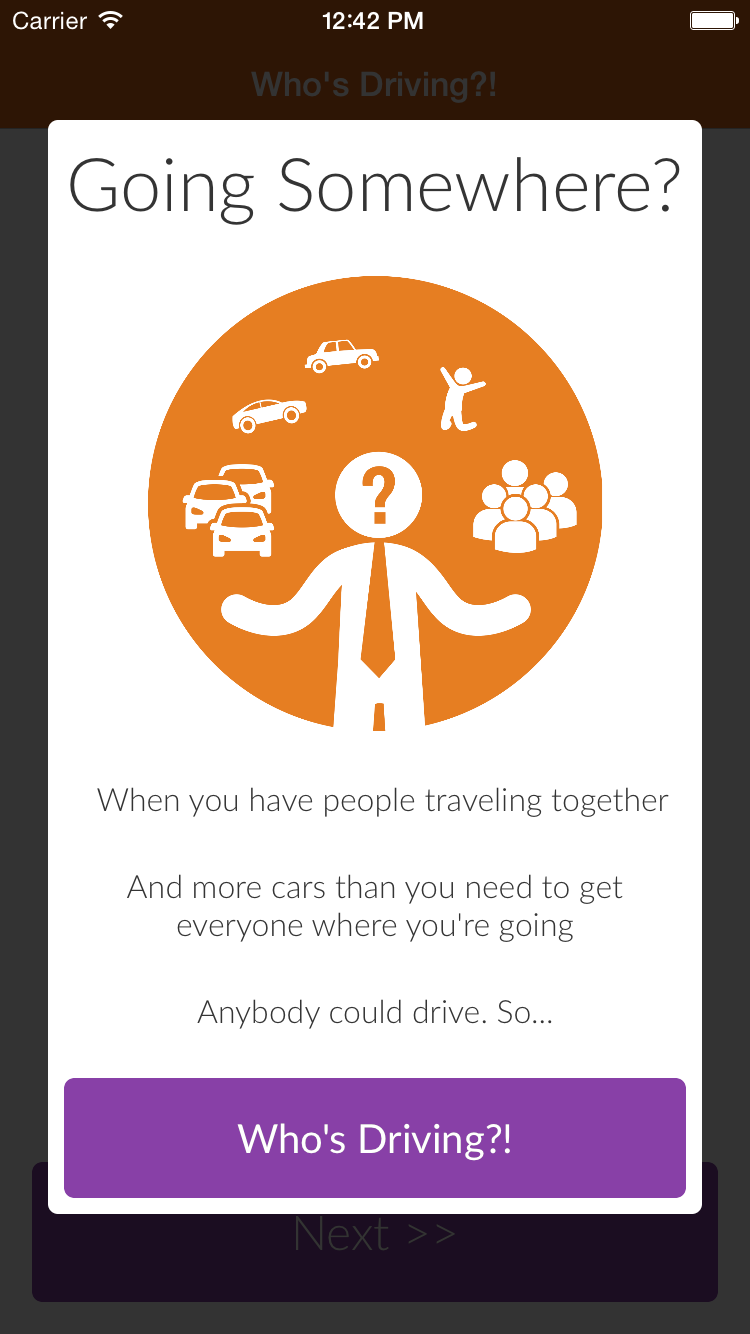 Carrier 12:42 PM
Who's Driving?!
Going Somewhere?
?
When you have people traveling together
And more cars than you need to get
everyone where you're going
Anybody could drive. So...
Who's Driving?!
Next >>